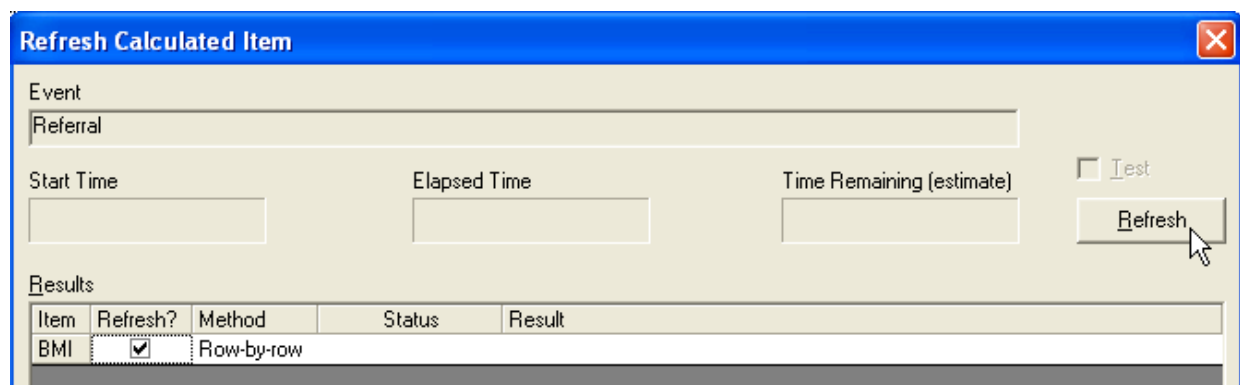 Refresh Calculated Item
Event
Referral
Start Time Elapsed Time Time Remaining (estimate) Test
Refresh
Results
Item Refresh? Method Status Result
BMI Row-by-row